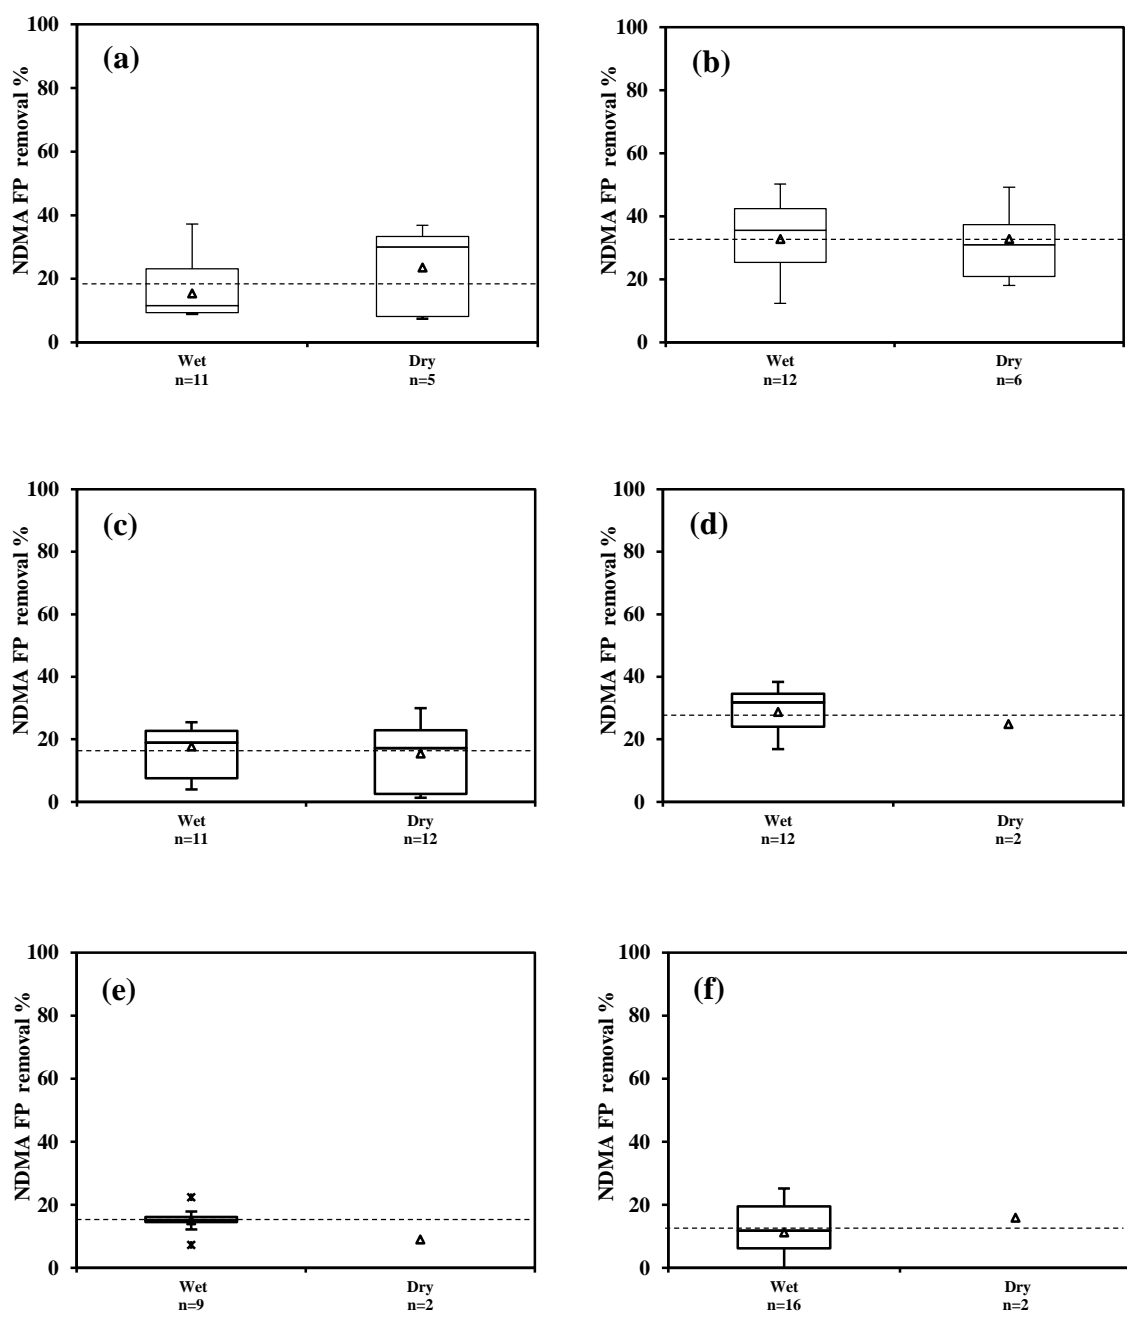 (a)
NDMA FP removal %
100
80
60
40
20
0
Wet
n=11
Dry
n=5
(b)
NDMA FP removal %
100
80
60
40
20
0
Wet
n=12
Dry
n=6
(c)
NDMA FP removal %
100
80
60
40
20
0
Wet
n=11
Dry
n=12
(d)
NDMA FP removal %
100
80
60
40
20
0
Wet
n=12
Dry
n=2
(e)
NDMA FP removal %
100
80
60
40
20
0
Wet
n=9
Dry
n=2
(f)
NDMA FP removal %
100
80
60
40
20
0
Wet
n=16
Dry
n=2